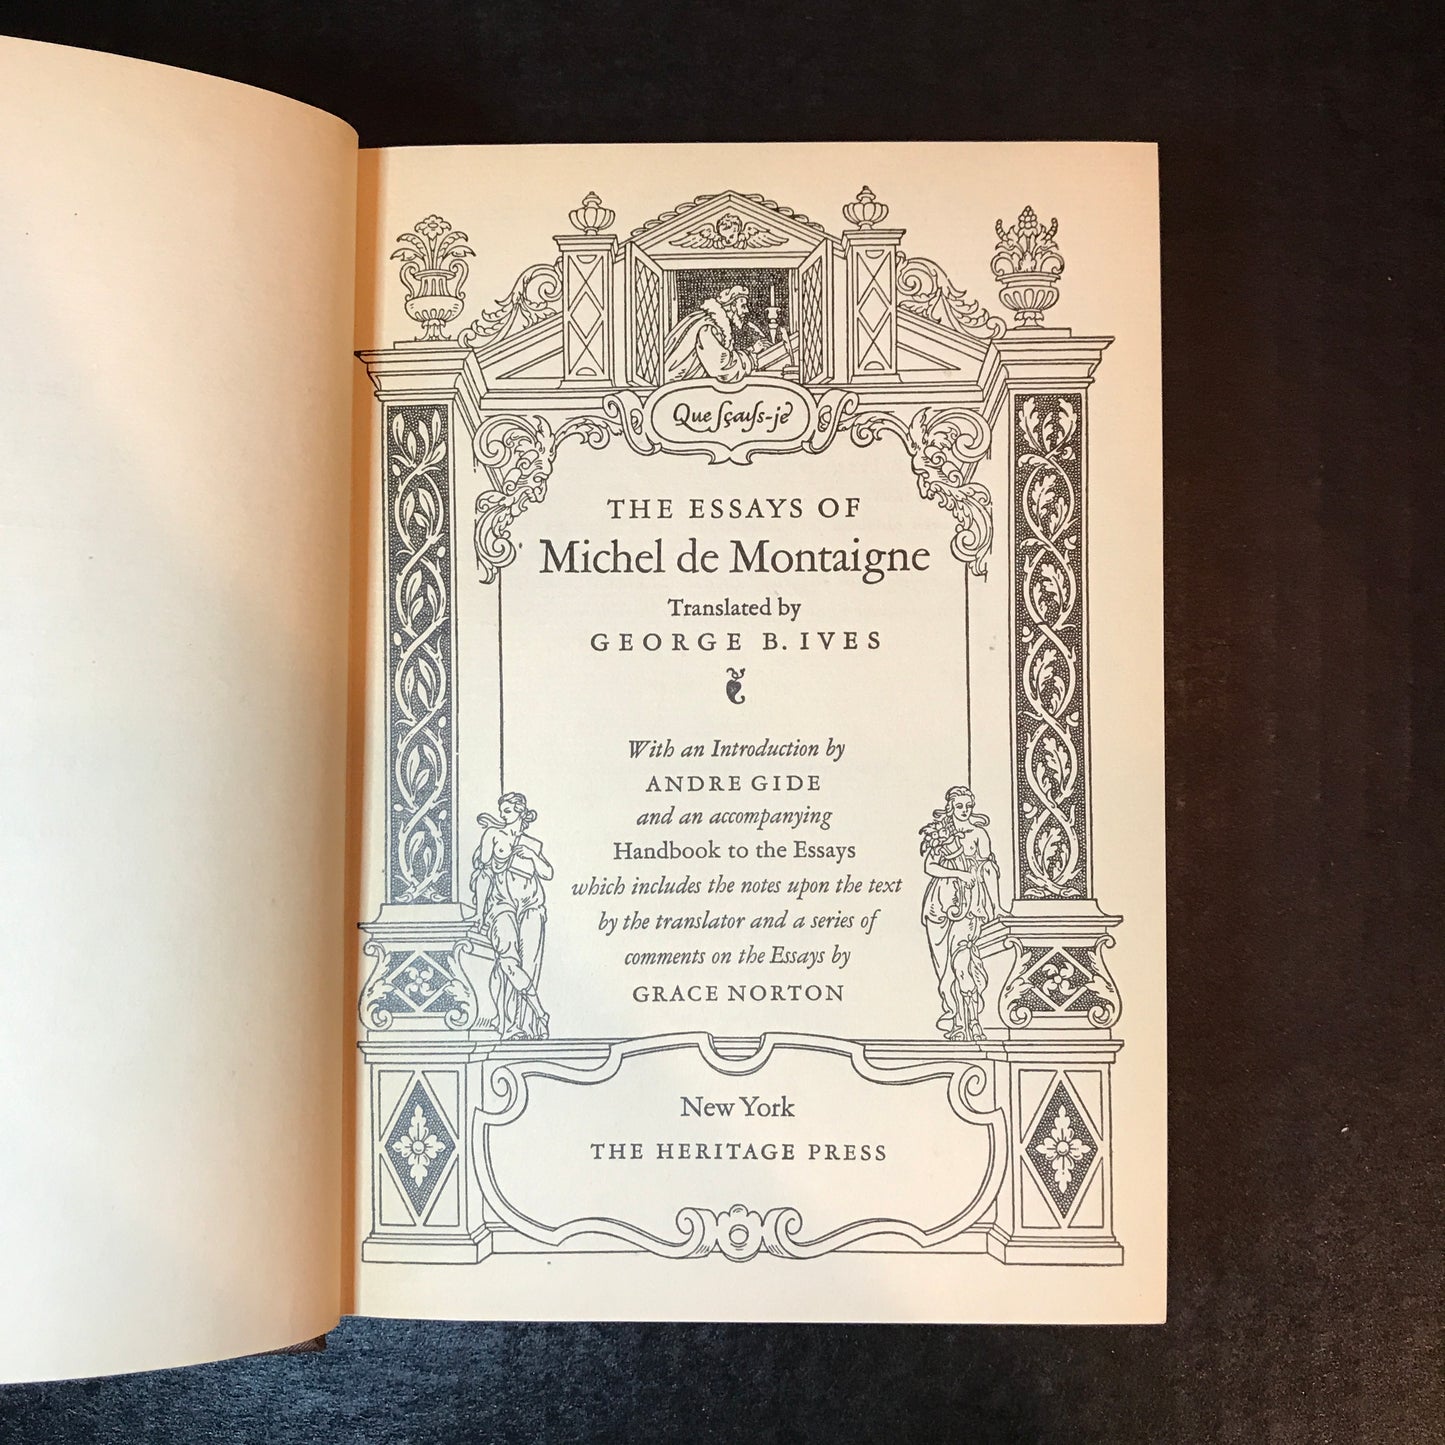 Que ſçaiſs-je
THE ESSAYS OF
Michel de Montaigne
Translated by
GEORGE B. IVES
With an Introduction by
ANDRE GIDE
and an accompanying
Handbook to the Essays
which includes the notes upon the text
by the translator and a series of
comments on the Essays by
GRACE NORTON
New York
THE HERITAGE PRESS